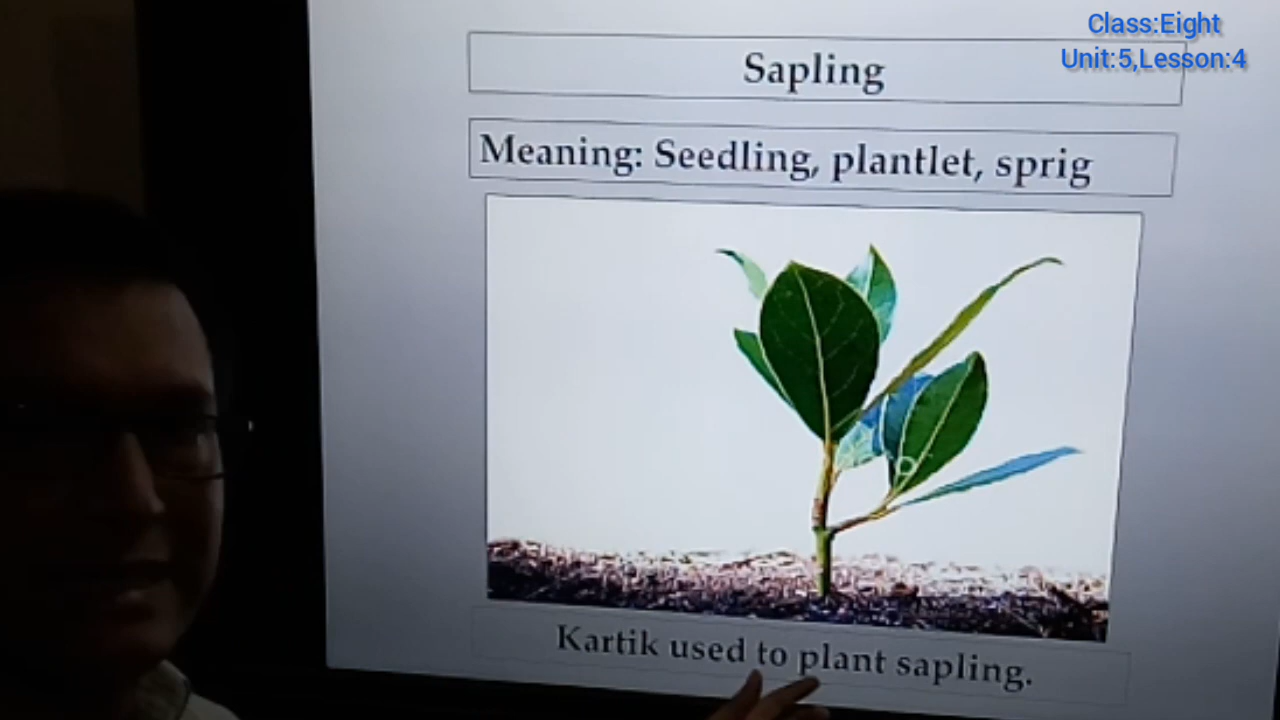 Class:Eight
Unit:5,Lesson:4
Sapling
Meaning: Seedling, plantlet, sprig
Kartik used to plant sapling.